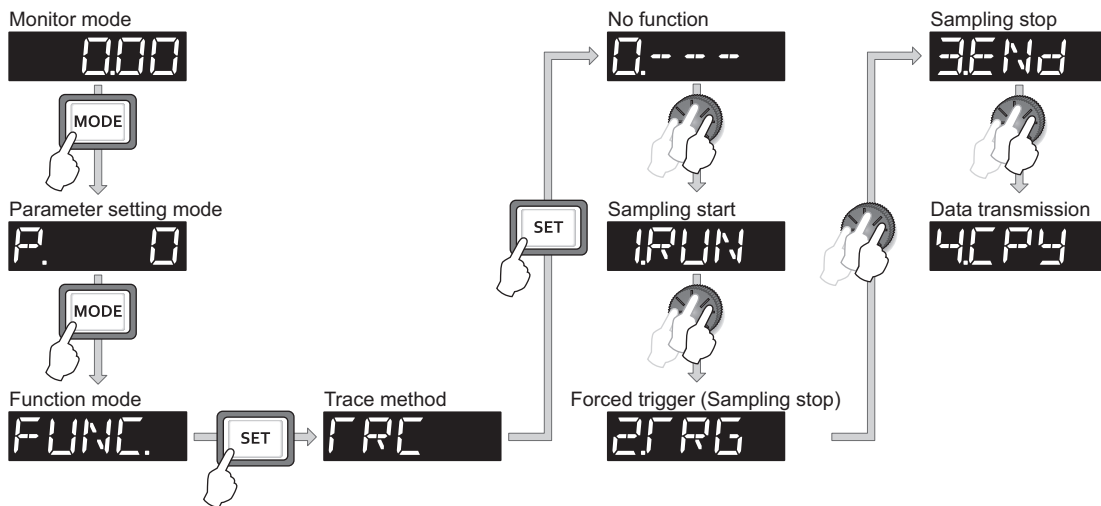 Monitor mode
0.00
MODE
Parameter setting mode
P. 0
MODE
Function mode
FUNC.
SET
Trace method
TRC
SET
No function
0.---
Sampling start
1.RUN
Forced trigger (Sampling stop)
2.TRG
Sampling stop
3.ENd
Data transmission
4.CPY